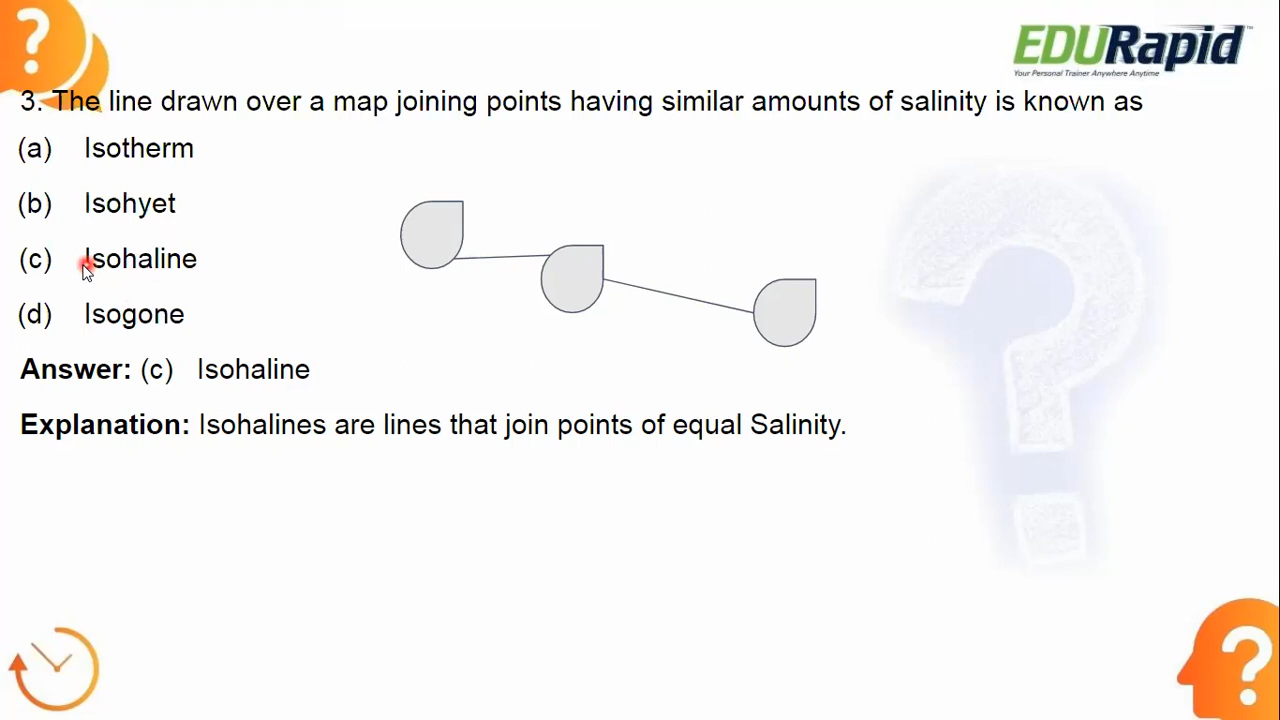 ?
EDURapid™
Your Personal Trainer Anywhere Anytime
3. The line drawn over a map joining points having similar amounts of salinity is known as
(a) Isotherm
(b) Isohyet
(c) Isohaline
(d) Isogone
Answer: (c) Isohaline
Explanation: Isohalines are lines that join points of equal Salinity.
?
?